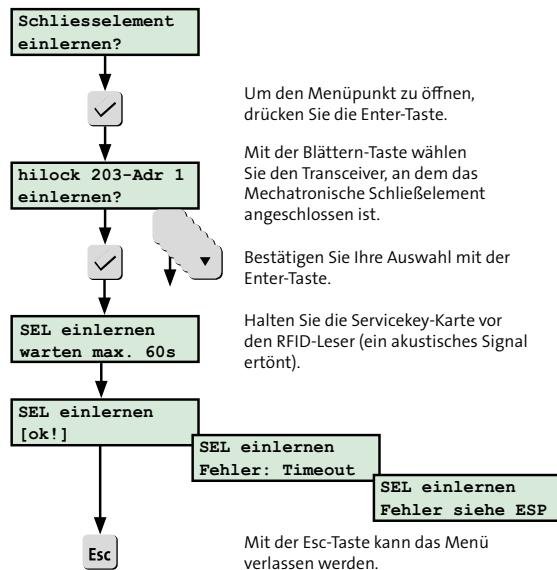 Schliesselement
einlernen?
Um den Menüpunkt zu öffnen,
drücken Sie die Enter-Taste.
hilock 203-Adr 1
einlernen?
Mit der Blättern-Taste wählen
Sie den Transceiver, an dem das
Mechatronische Schließelement
angeschlossen ist.
Bestätigen Sie Ihre Auswahl mit der
Enter-Taste.
SEL einlernen
warten max. 60s
Halten Sie die Servicekey-Karte vor
den RFID-Leser (ein akustisches Signal
ertönt).
SEL einlernen
[ok!]
SEL einlernen
Fehler: Timeout
SEL einlernen
Fehler siehe ESP
Esc
Mit der Esc-Taste kann das Menü
verlassen werden.